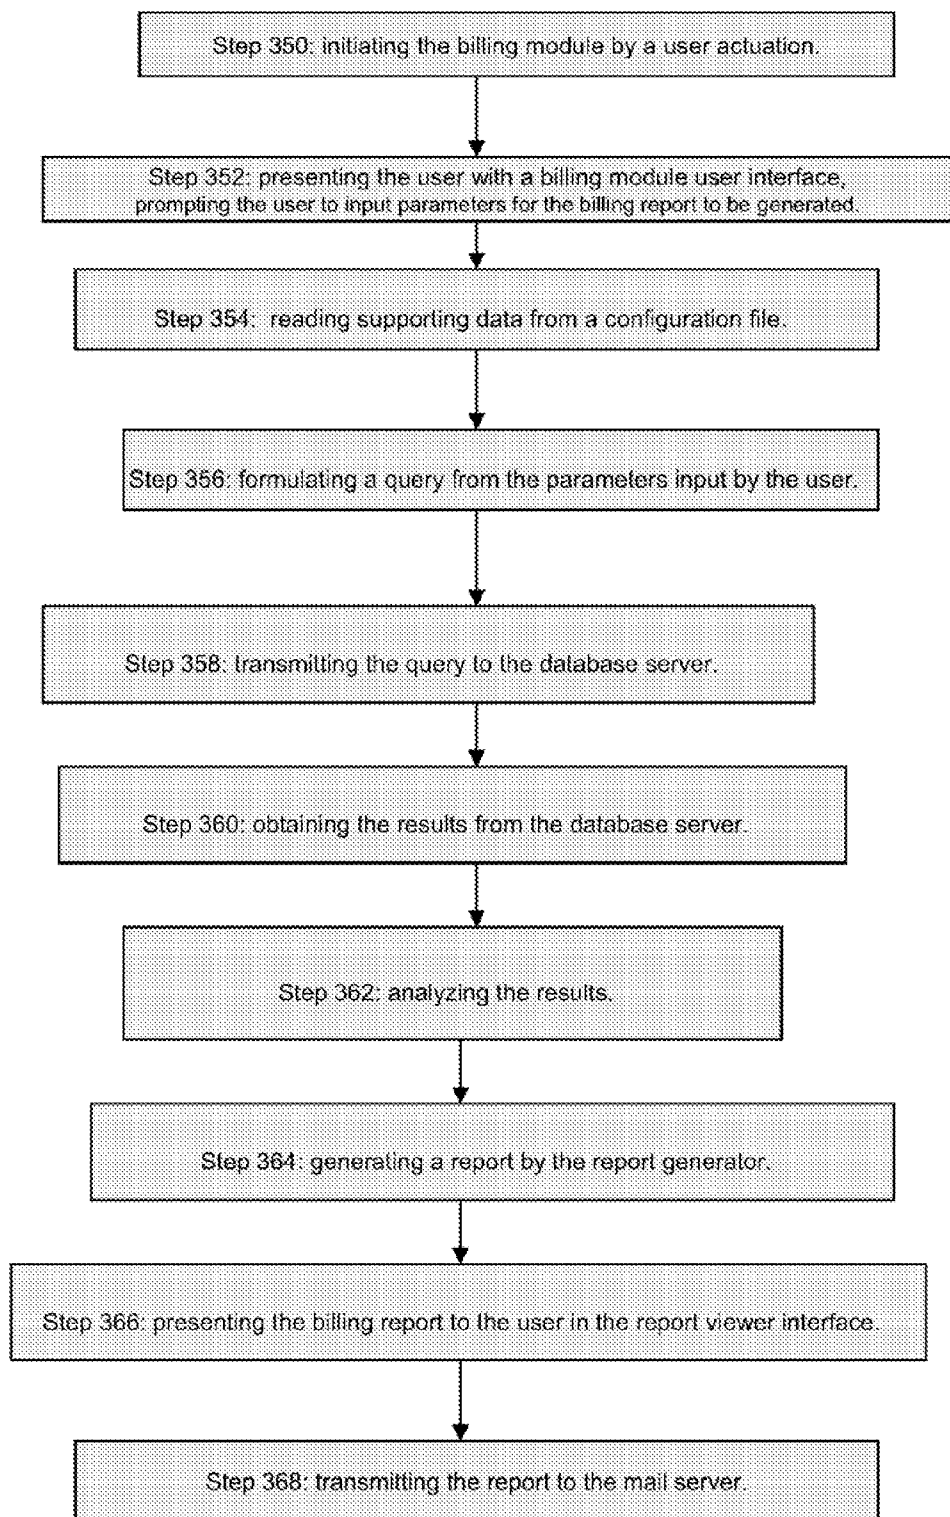 Step 350: initiating the billing module by a user actuation.
Step 352: presenting the user with a billing module user interface,
prompting the user to input parameters for the billing report to be generated.
Step 354: reading supporting data from a configuration file.
Step 356: formulating a query from the parameters input by the user.
Step 358: transmitting the query to the database server.
Step 360: obtaining the results from the database server.
Step 362: analyzing the results.
Step 364: generating a report by the report generator.
Step 366: presenting the billing report to the user in the report viewer interface.
Step 368: transmitting the report to the mail server.